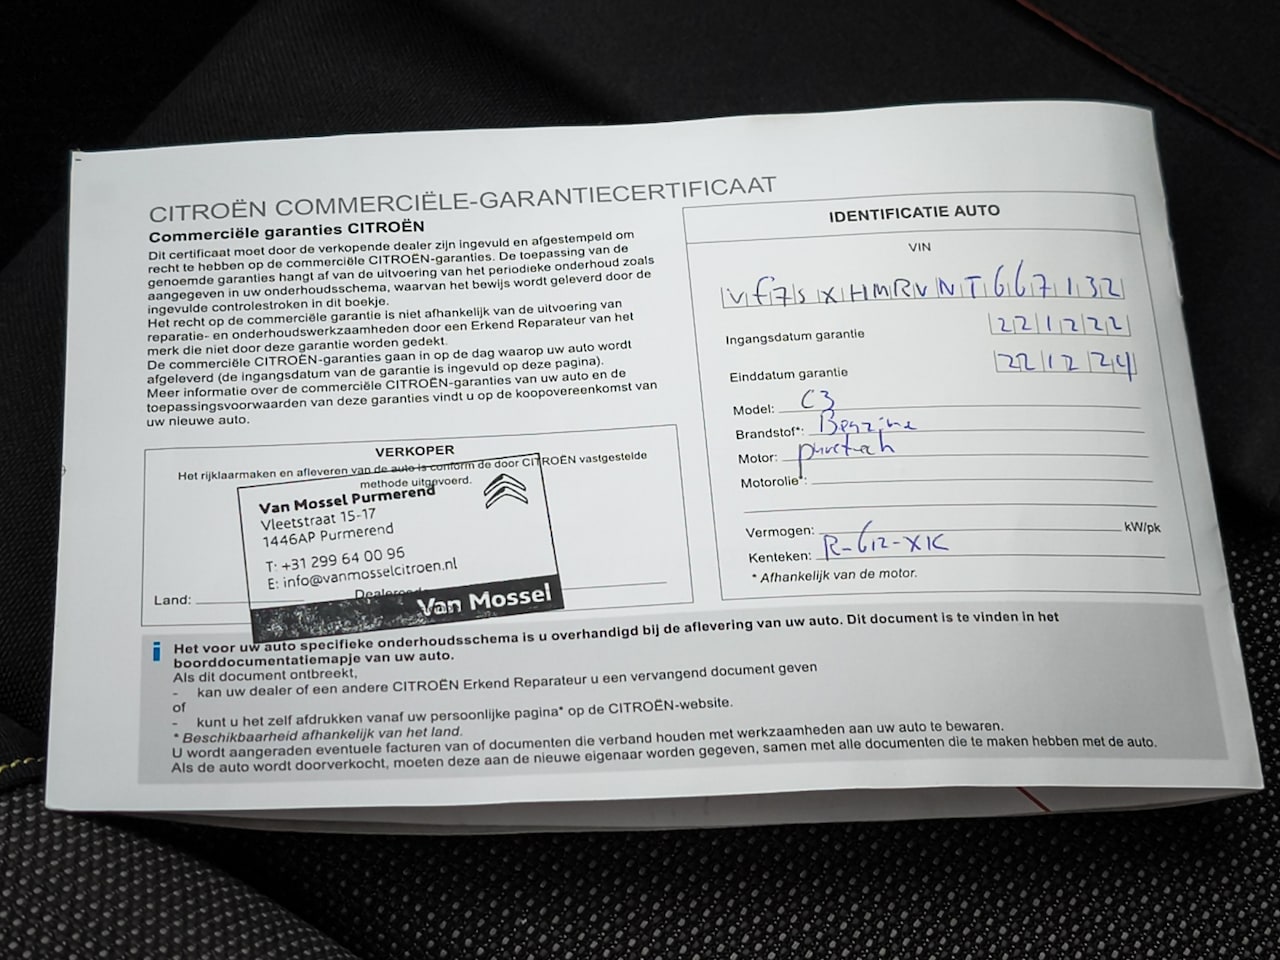 CITROËN COMMERCIËLE-GARANTIECERTIFICAAT
Commerciële garanties CITROËN
Dit certificaat moet door de verkopende dealer zijn ingevuld en afgestempeld om
recht te hebben op de commerciële CITROËN-garanties. De toepassing van de
genoemde garanties hangt af van de uitvoering van het periodieke onderhoud zoals
aangegeven in uw onderhoudsschema, waarvan het bewijs wordt geleverd door de
ingevulde controlestroken in dit boekje.
Het recht op de commerciële garantie is niet afhankelijk van de uitvoering van
reparatie- en onderhoudswerkzaamheden door een Erkend Reparateur van het
merk die niet door deze garantie worden gedekt.
De commerciële CITROËN-garanties gaan in op de dag waarop uw auto wordt
afgeleverd (de ingangsdatum van de garantie is ingevuld op deze pagina).
Meer informatie over de commerciële CITROËN-garanties van uw auto en de
toepassingsvoorwaarden van deze garanties vindt u op de koopovereenkomst van
uw nieuwe auto.
VERKOPER
Het rijklaarmaken en afleveren van de auto is conform de door CITROËN vastgestelde
methode uitgevoerd.
Van Mossel Purmerend
Vleetstraat 15-17
1446AP Purmerend
T: +31 299 64 00 96
E: info@vanmosselcitroen.nl
Land:
Van Mossel
IDENTIFICATIE AUTO
VIN
VF7SXHMRVNT667132
Ingangsdatum garantie 221222
Einddatum garantie 221224
Model: C3
Brandstof*: Benzine
Motor: puretech
Motorolie*:
Vermogen: kW/pk
Kenteken: R-612-XK
* Afhankelijk van de motor.
i Het voor uw auto specifieke onderhoudsschema is u overhandigd bij de aflevering van uw auto. Dit document is te vinden in het
boorddocumentatiemapje van uw auto.
Als dit document ontbreekt,
- kan uw dealer of een andere CITROËN Erkend Reparateur u een vervangend document geven
of
- kunt u het zelf afdrukken vanaf uw persoonlijke pagina* op de CITROËN-website.
* Beschikbaarheid afhankelijk van het land.
U wordt aangeraden eventuele facturen van of documenten die verband houden met werkzaamheden aan uw auto te bewaren.
Als de auto wordt doorverkocht, moeten deze aan de nieuwe eigenaar worden gegeven, samen met alle documenten die te maken hebben met de auto.